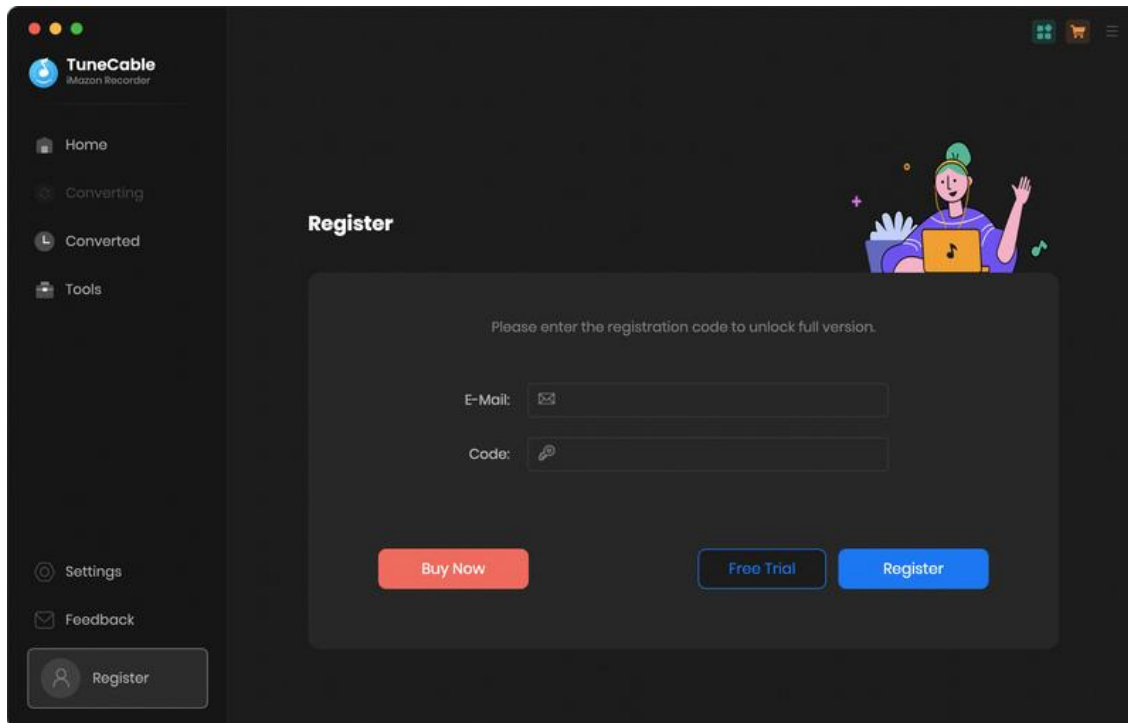 TuneCable
iMazon Recorder
Home
Converting
Converted
Tools
Settings
Feedback
Register
Register
Please enter the registration code to unlock full version.
E-Mail:
Code:
Buy Now
Free Trial
Register